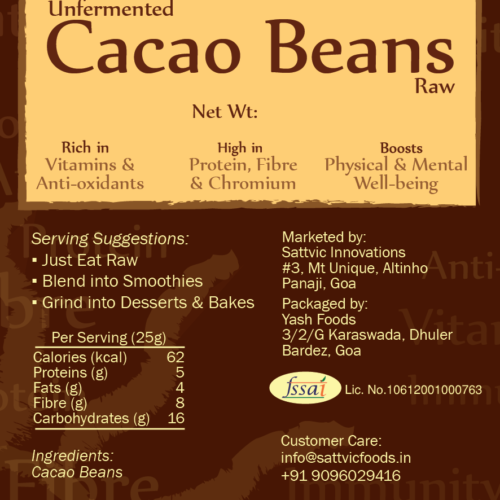 Unfermented
Cacao Beans
Raw
Net Wt:
Rich in
Vitamins &
Anti-oxidants
High in
Protein, Fibre
& Chromium
Boosts
Physical & Mental
Well-being
Serving Suggestions:
▪ Just Eat Raw
▪ Blend into Smoothies
▪ Grind into Desserts & Bakes
Per Serving (25g)
Calories (kcal) 62
Proteins (g) 5
Fats (g) 4
Fibre (g) 8
Carbohydrates (g) 16
Ingredients:
Cacao Beans
Marketed by:
Sattvic Innovations
#3, Mt Unique, Altinho
Panaji, Goa
Packaged by:
Yash Foods
3/2/G Karaswada, Dhuler
Bardez, Goa
fssai Lic. No.10612001000763
Customer Care:
info@sattvicfoods.in
+91 9096029416